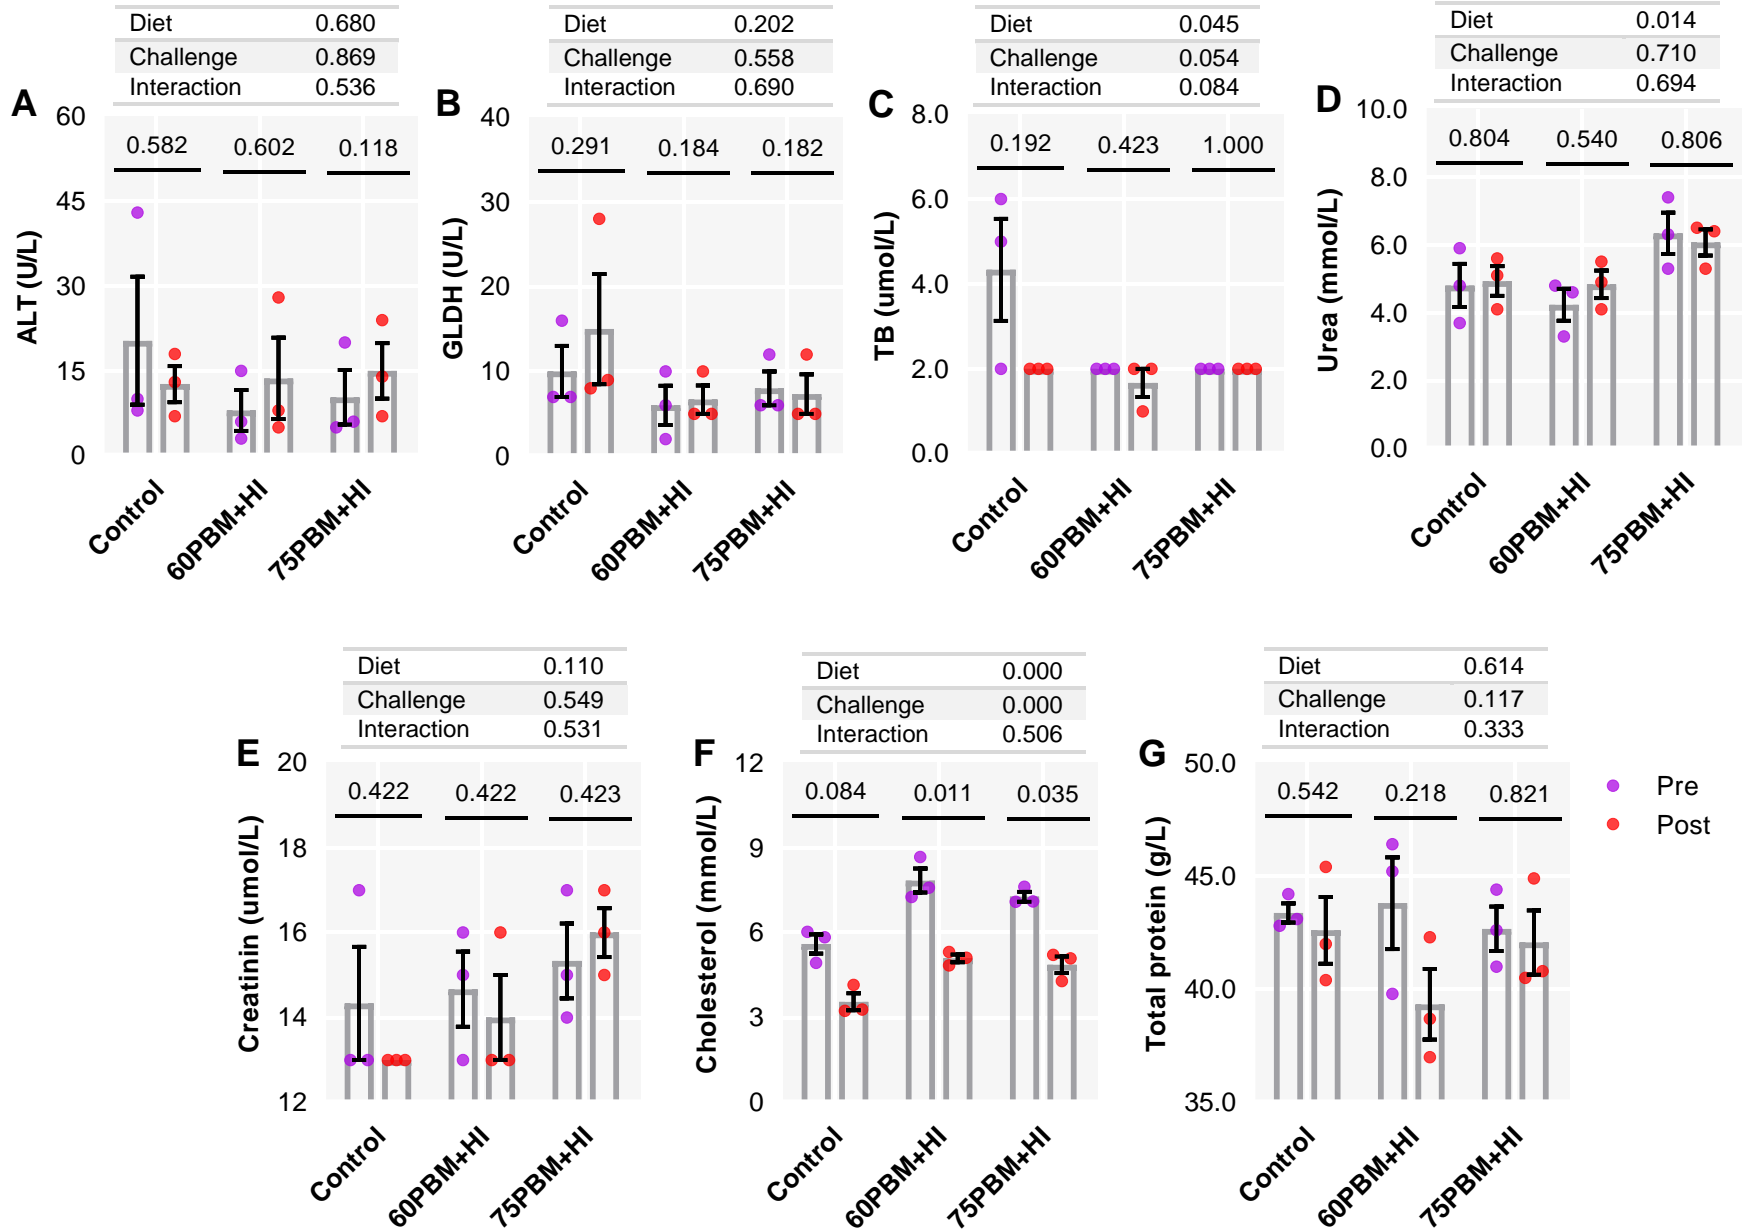 Diet 0.680
Challenge 0.869
Interaction 0.536
A
ALT (U/L)
60
45
30
15
0
0.582 0.602 0.118
Control 60PBM+HI 75PBM+HI
Diet 0.202
Challenge 0.558
Interaction 0.690
B
GLDH (U/L)
40
30
20
10
0
0.291 0.184 0.182
Control 60PBM+HI 75PBM+HI
Diet 0.045
Challenge 0.054
Interaction 0.084
C
TB (umol/L)
8.0
6.0
4.0
2.0
0.0
0.192 0.423 1.000
Control 60PBM+HI 75PBM+HI
Diet 0.014
Challenge 0.710
Interaction 0.694
D
Urea (mmol/L)
10.0
8.0
6.0
4.0
2.0
0.0
0.804 0.540 0.806
Control 60PBM+HI 75PBM+HI
Diet 0.110
Challenge 0.549
Interaction 0.531
E
Creatinin (umol/L)
20
18
16
14
12
0.422 0.422 0.423
Control 60PBM+HI 75PBM+HI
Diet 0.000
Challenge 0.000
Interaction 0.506
F
Cholesterol (mmol/L)
12
9
6
3
0
0.084 0.011 0.035
Control 60PBM+HI 75PBM+HI
Diet 0.614
Challenge 0.117
Interaction 0.333
G
Total protein (g/L)
50.0
45.0
40.0
35.0
0.542 0.218 0.821
Control 60PBM+HI 75PBM+HI
Pre
Post